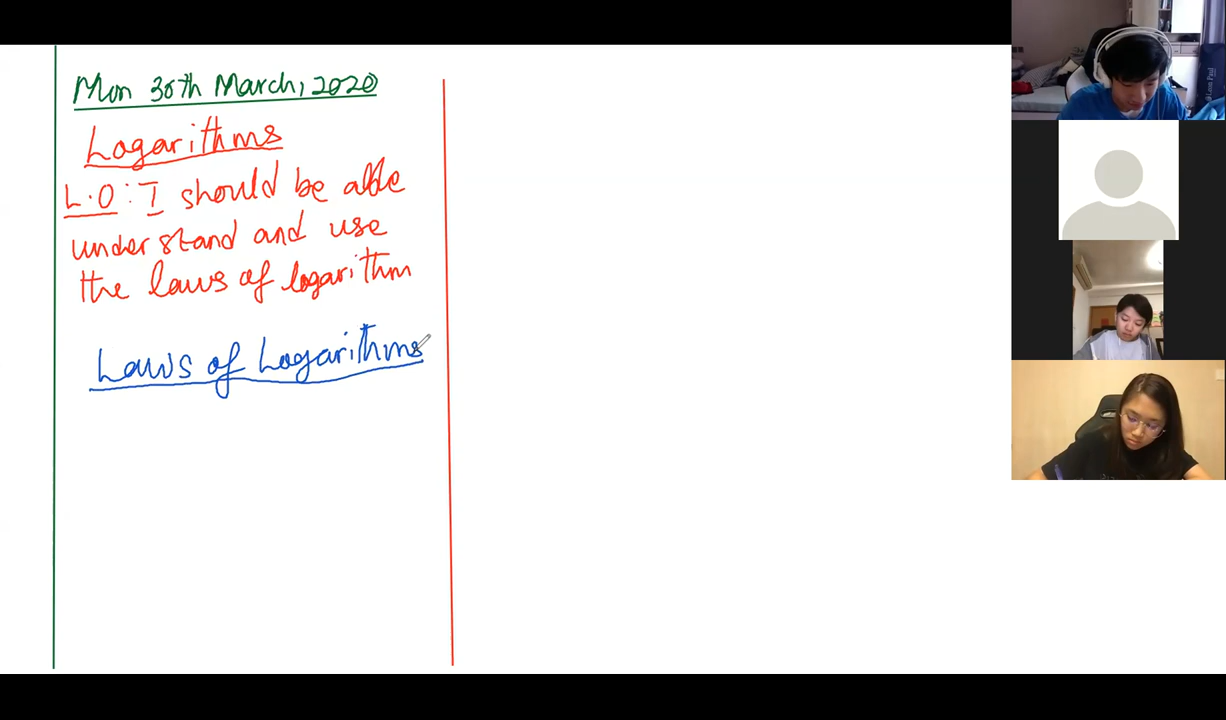 Mon 30th March, 2020
Logarithms
L.O: I should be able
understand and use
the laws of logarithm
Laws of Logarithms